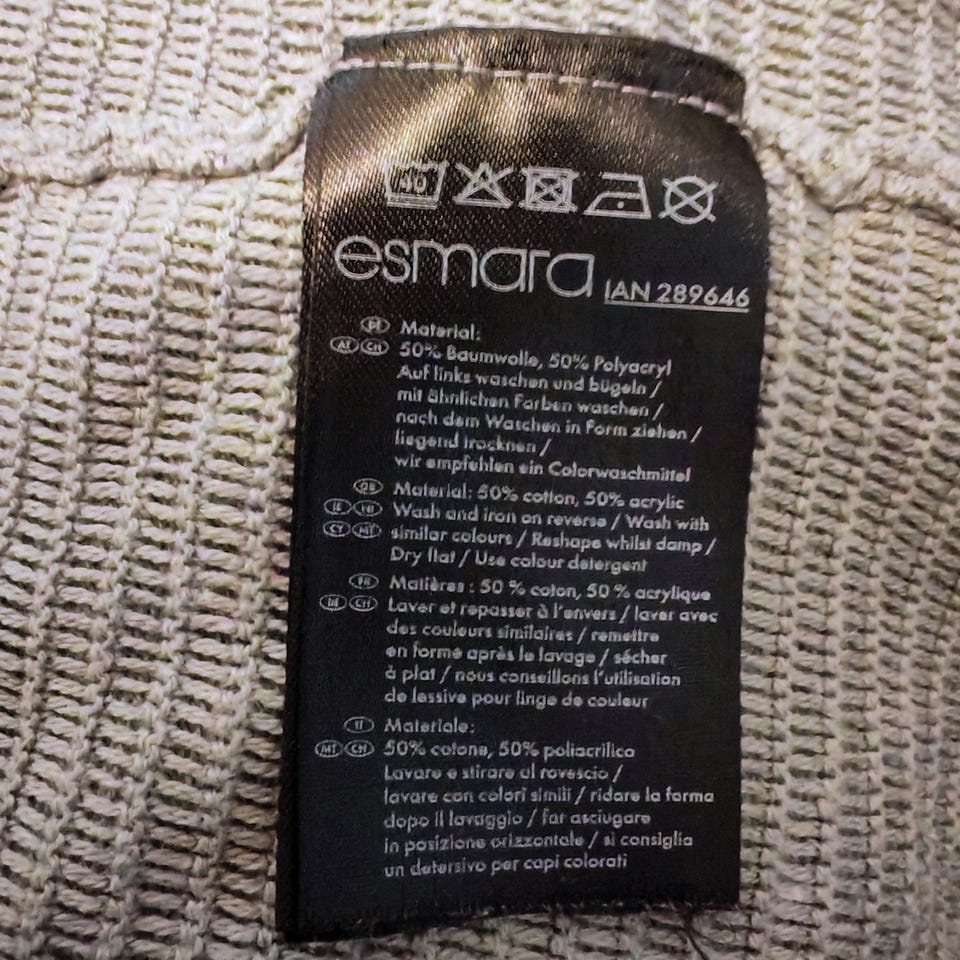 30
esmara
IAN 289646
DE Material:
AT CH 50% Baumwolle, 50% Polyacryl
Auf links waschen und bügeln /
mit ähnlichen Farben waschen /
nach dem Waschen in Form ziehen /
liegend trocknen /
wir empfehlen ein Colorwaschmittel
GB Material: 50% cotton, 50% acrylic
IE NI Wash and iron on reverse / Wash with
CY MT similar colours / Reshape whilst damp /
Dry flat / Use colour detergent
FR Matières : 50 % coton, 50 % acrylique
BE CH Laver et repasser à l'envers / laver avec
des couleurs similaires / remettre
en forme après le lavage / sécher
à plat / nous conseillons l'utilisation
de lessive pour linge de couleur
IT Materiale:
MT CH 50% cotone, 50% poliacrilico
Lavare e stirare al rovescio /
lavare con colori simili / ridare la forma
dopo il lavaggio / far asciugare
in posizione orizzontale / si consiglia
un detersivo per capi colorati